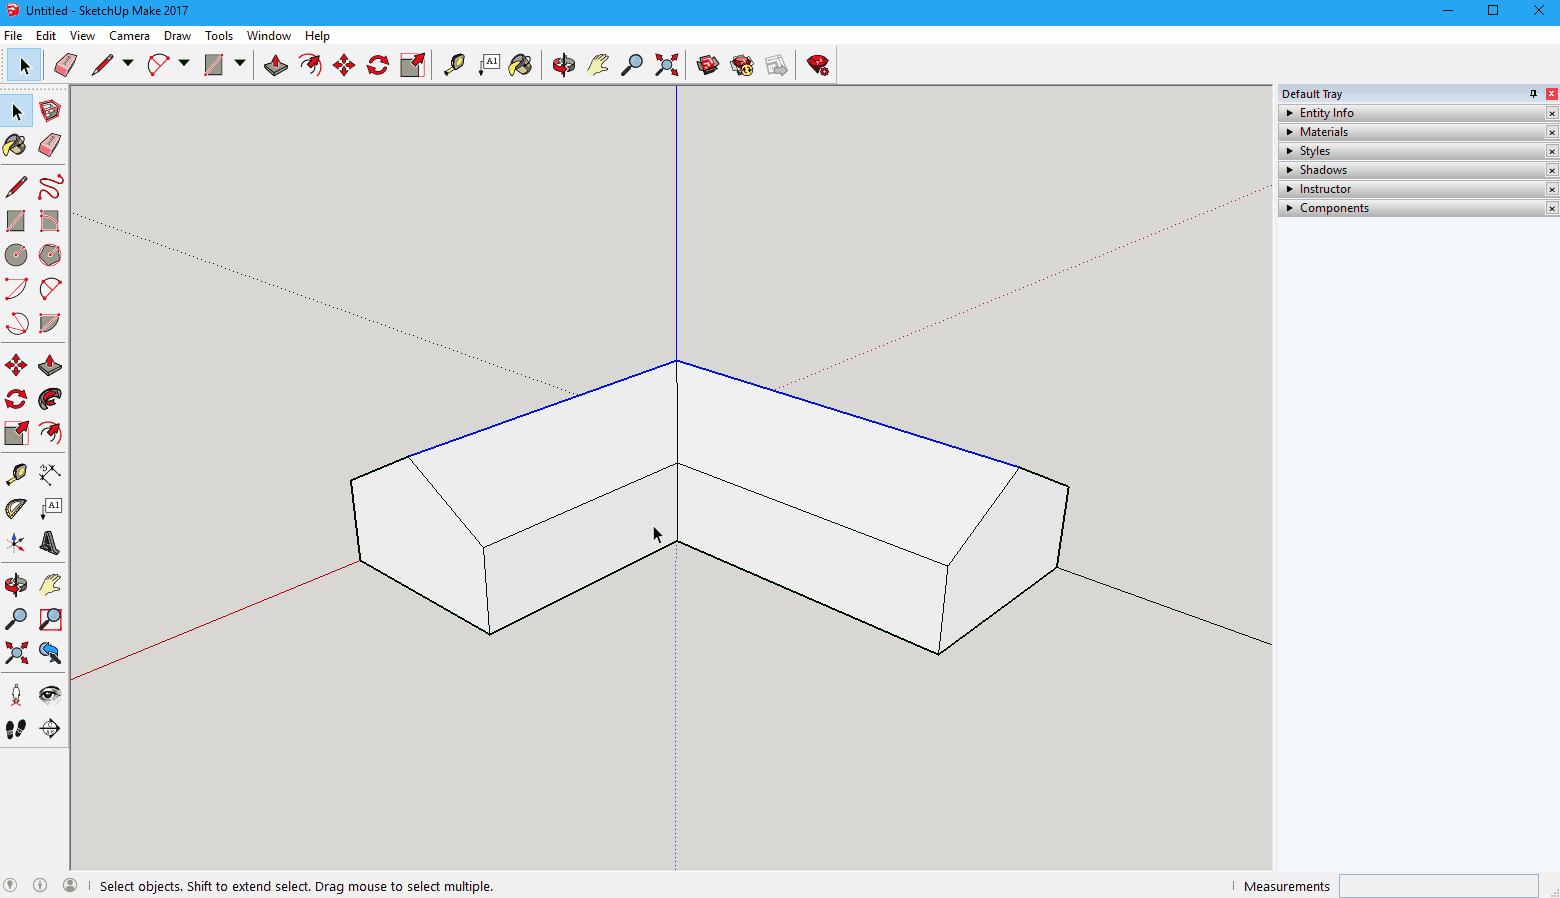 Untitled - SketchUp Make 2017
File Edit View Camera Draw Tools Window Help
A1
Default Tray
Entity Info
Materials
Styles
Shadows
Instructor
Components
A1
Select objects. Shift to extend select. Drag mouse to select multiple.
Measurements